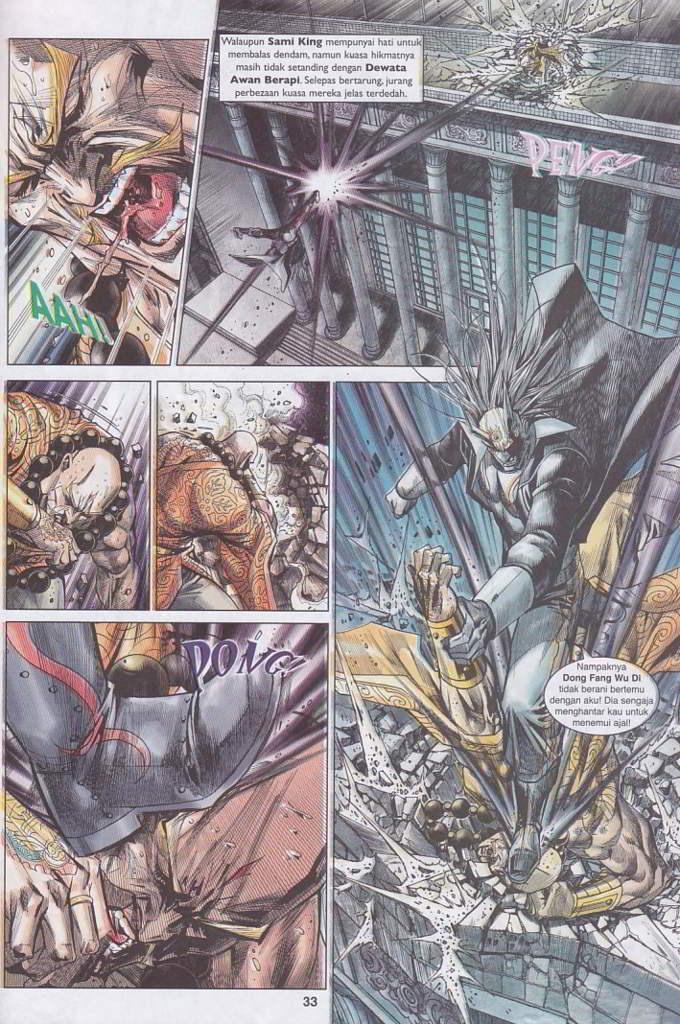 Walaupun Sami King mempunyai hati untuk
membalas dendam, namun kuasa hikmatnya
masih tidak setanding dengan Dewata
Awan Berapi. Selepas bertarung, jurang
perbezaan kuasa mereka jelas terdedah.
PENG!
AAH!
PONG!
Nampaknya
Dong Fang Wu Di
tidak berani bertemu
dengan aku! Dia sengaja
menghantar kau untuk
menemui ajal!
33